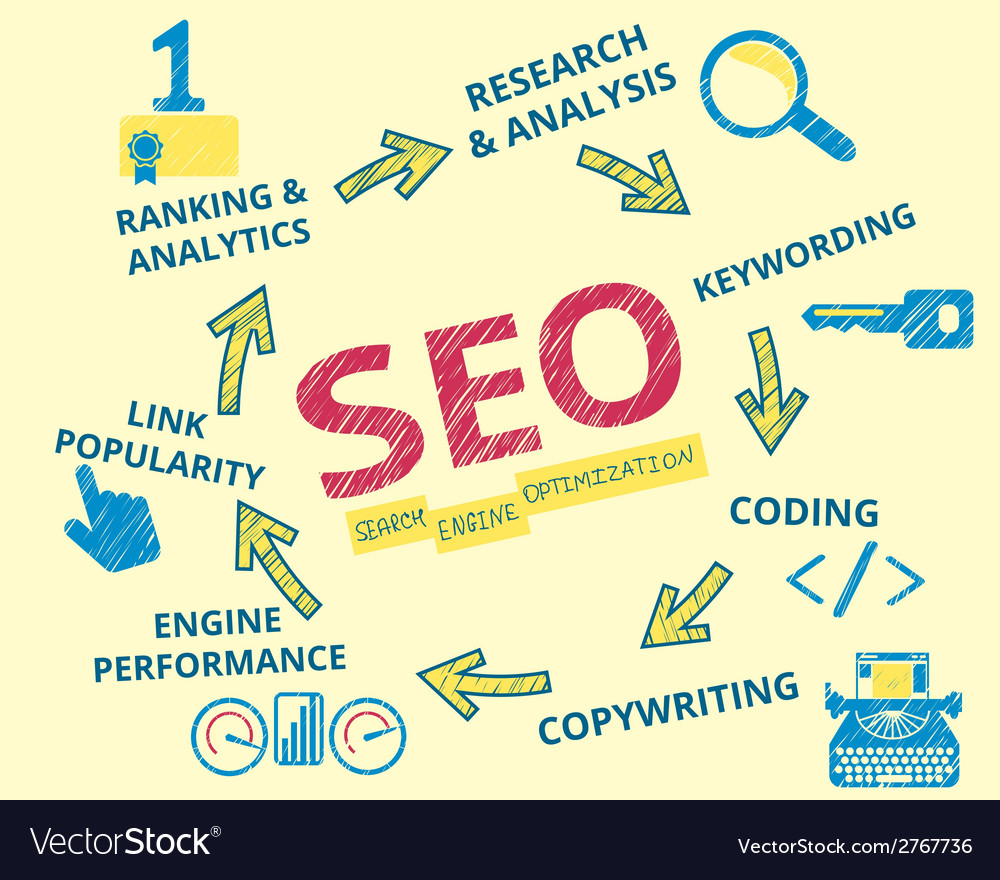 1
RESEARCH
& ANALYSIS
RANKING &
ANALYTICS
KEYWORDING
SEO
SEARCH
ENGINE
OPTIMIZATION
LINK
POPULARITY
CODING
</>
ENGINE
PERFORMANCE
COPYWRITING
VectorStock®
VectorStock.com/2767736